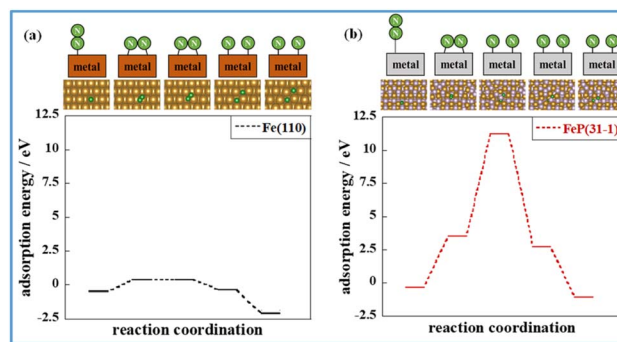 (a)
N
N
N N
N N
N N
N N
metal metal metal metal metal
Fe(110)
12.5
10
7.5
5
2.5
0
-2.5
adsorption energy / eV
reaction coordination
(b)
N
N
N N
N N
N N
N N
metal metal metal metal metal
FeP(31-1)
12.5
10
7.5
5
2.5
0
-2.5
adsorption energy / eV
reaction coordination